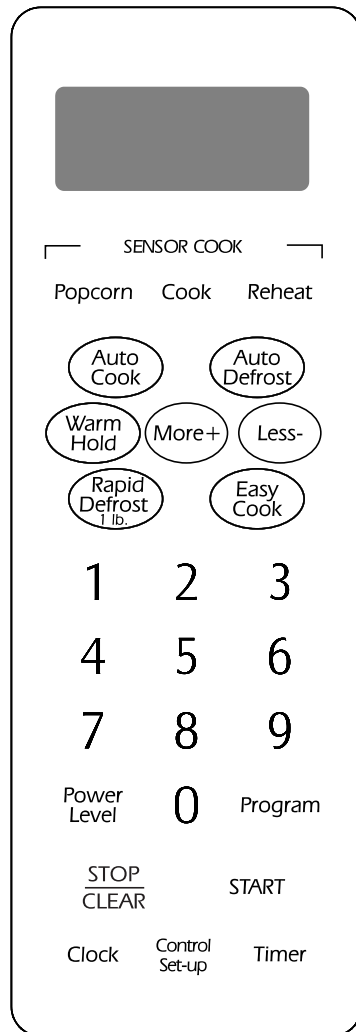 SENSOR COOK
Popcorn Cook Reheat
Auto
Cook
Auto
Defrost
Warm
Hold
More+
Less-
Rapid
Defrost
1 lb.
Easy
Cook
1 2 3
4 5 6
7 8 9
Power
Level
0
Program
STOP
CLEAR
START
Clock
Control
Set-up
Timer